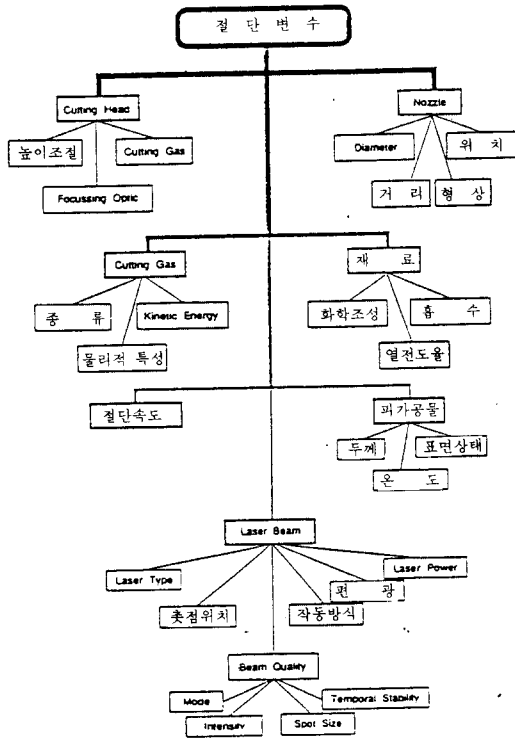 절 단 변 수
Cutting Head
Nozzle
높이조절
Cutting Gas
Diameter
위 치
Focussing Optic
거 리
형 상
Cutting Gas
재 료
종 류
Kinetic Energy
화학조성
흡 수
물리적 특성
열전도율
절단속도
피가공물
두께
표면상태
온 도
Laser Beam
Laser Type
Laser Power
편 광
촛점위치
작동방식
Beam Quality
Mode
Temporal Stability
Intensity
Spot Size